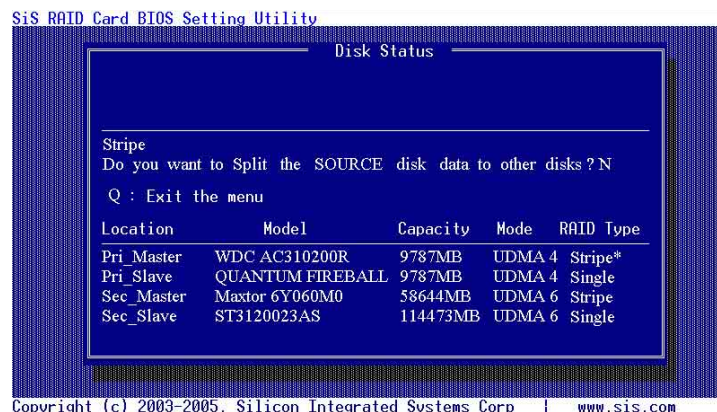 SiS RAID Card BIOS Setting Utility
Disk Status
Stripe
Do you want to Split the SOURCE disk data to other disks ? N
Q : Exit the menu
Location Model Capacity Mode RAID Type
Pri_Master WDC AC310200R 9787MB UDMA 4 Stripe*
Pri_Slave QUANTUM FIREBALL 9787MB UDMA 4 Single
Sec_Master Maxtor 6Y060M0 58644MB UDMA 6 Stripe
Sec_Slave ST3120023AS 114473MB UDMA 6 Single
Copyright (c) 2003-2005. Silicon Integrated Systems Corp | www.sis.com